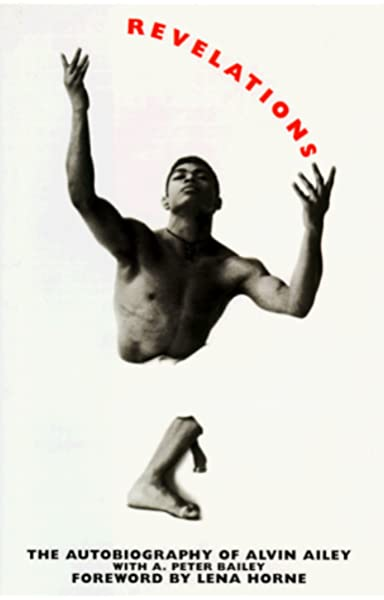 REVELATIONS
THE AUTOBIOGRAPHY OF ALVIN AILEY
WITH A. PETER BAILEY
FOREWORD BY LENA HORNE